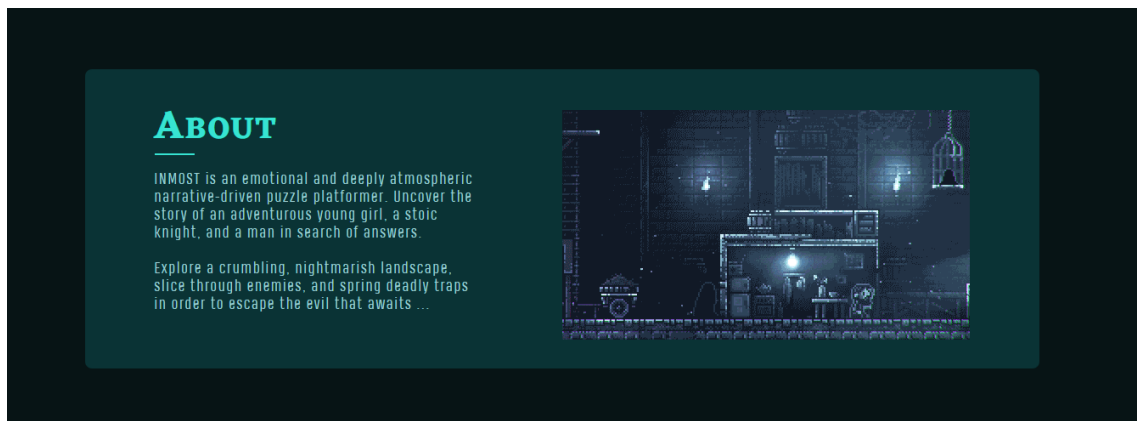 About
INMOST is an emotional and deeply atmospheric
narrative-driven puzzle platformer. Uncover the
story of an adventurous young girl, a stoic
knight, and a man in search of answers.
Explore a crumbling, nightmarish landscape,
slice through enemies, and spring deadly traps
in order to escape the evil that awaits ...